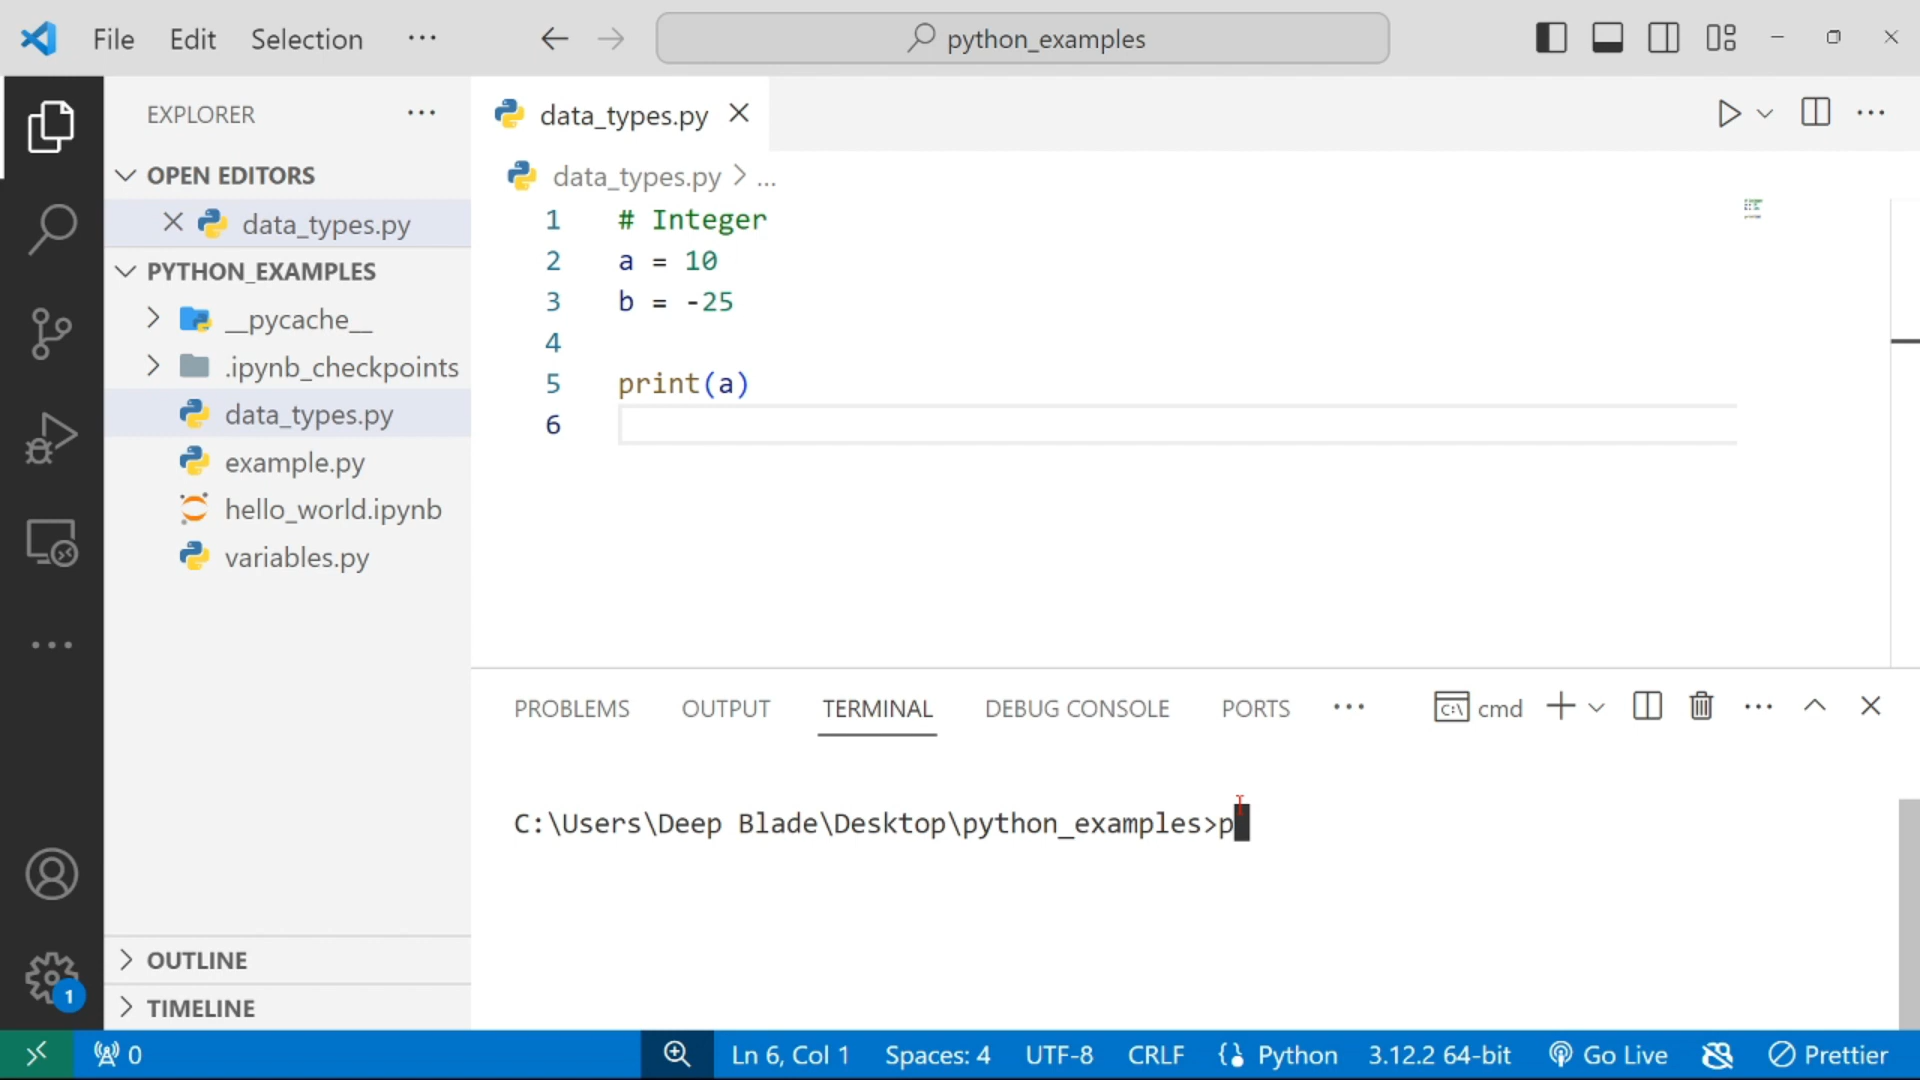 File Edit Selection ··· python_examples
EXPLORER ···
OPEN EDITORS
data_types.py
PYTHON_EXAMPLES
__pycache__
.ipynb_checkpoints
data_types.py
example.py
hello_world.ipynb
variables.py
OUTLINE
TIMELINE
1
data_types.py
data_types.py > ...
1 # Integer
2 a = 10
3 b = -25
4
5 print(a)
6
PROBLEMS OUTPUT TERMINAL DEBUG CONSOLE PORTS ··· cmd
C:\Users\Deep Blade\Desktop\python_examples>p
0 Ln 6, Col 1 Spaces: 4 UTF-8 CRLF Python 3.12.2 64-bit Go Live Prettier